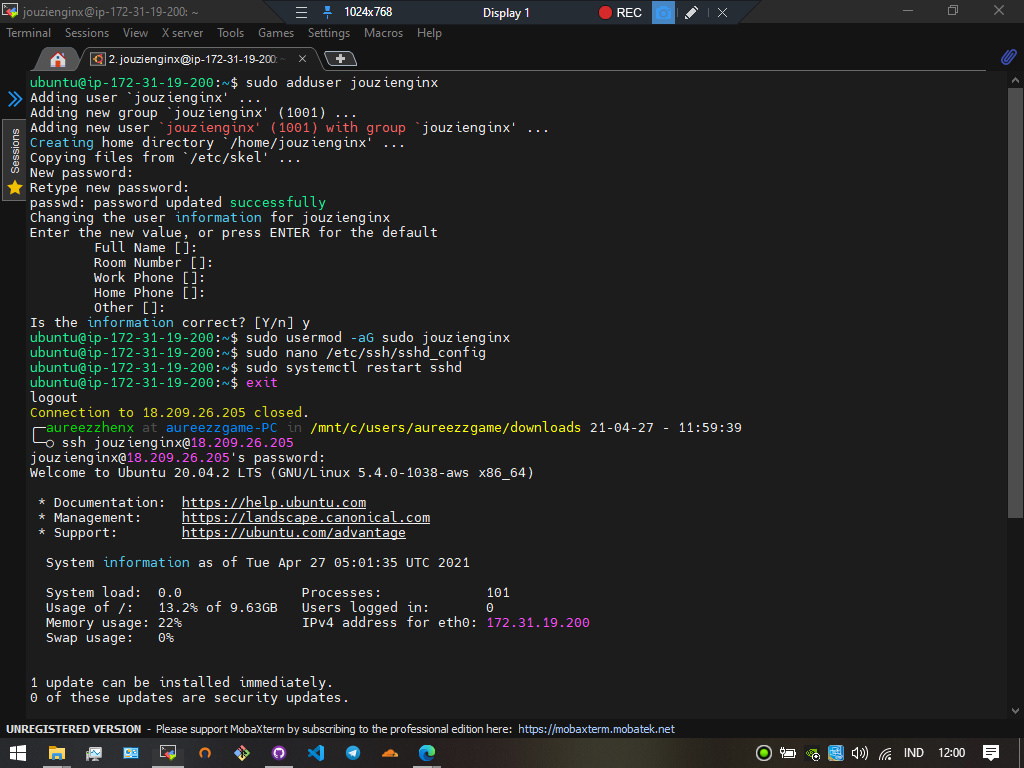 jouzienginx@ip-172-31-19-200: ~
1024x768
Display 1
REC
Terminal Sessions View X server Tools Games Settings Macros Help
2. jouzienginx@ip-172-31-19-200:
Sessions
ubuntu@ip-172-31-19-200:~$ sudo adduser jouzienginx
Adding user `jouzienginx' ...
Adding new group `jouzienginx' (1001) ...
Adding new user `jouzienginx' (1001) with group `jouzienginx' ...
Creating home directory `/home/jouzienginx' ...
Copying files from `/etc/skel' ...
New password:
Retype new password:
passwd: password updated successfully
Changing the user information for jouzienginx
Enter the new value, or press ENTER for the default
Full Name []:
Room Number []:
Work Phone []:
Home Phone []:
Other []:
Is the information correct? [Y/n] y
ubuntu@ip-172-31-19-200:~$ sudo usermod -aG sudo jouzienginx
ubuntu@ip-172-31-19-200:~$ sudo nano /etc/ssh/sshd_config
ubuntu@ip-172-31-19-200:~$ sudo systemctl restart sshd
ubuntu@ip-172-31-19-200:~$ exit
logout
Connection to 18.209.26.205 closed.
aureezzhenx at aureezzgame-PC in /mnt/c/users/aureezzgame/downloads 21-04-27 - 11:59:39
ssh jouzienginx@18.209.26.205
jouzienginx@18.209.26.205's password:
Welcome to Ubuntu 20.04.2 LTS (GNU/Linux 5.4.0-1038-aws x86_64)
* Documentation: https://help.ubuntu.com
* Management: https://landscape.canonical.com
* Support: https://ubuntu.com/advantage
System information as of Tue Apr 27 05:01:35 UTC 2021
System load: 0.0 Processes: 101
Usage of /: 13.2% of 9.63GB Users logged in: 0
Memory usage: 22% IPv4 address for eth0: 172.31.19.200
Swap usage: 0%
1 update can be installed immediately.
0 of these updates are security updates.
UNREGISTERED VERSION - Please support MobaXterm by subscribing to the professional edition here: https://mobaxterm.mobatek.net
IND 12:00